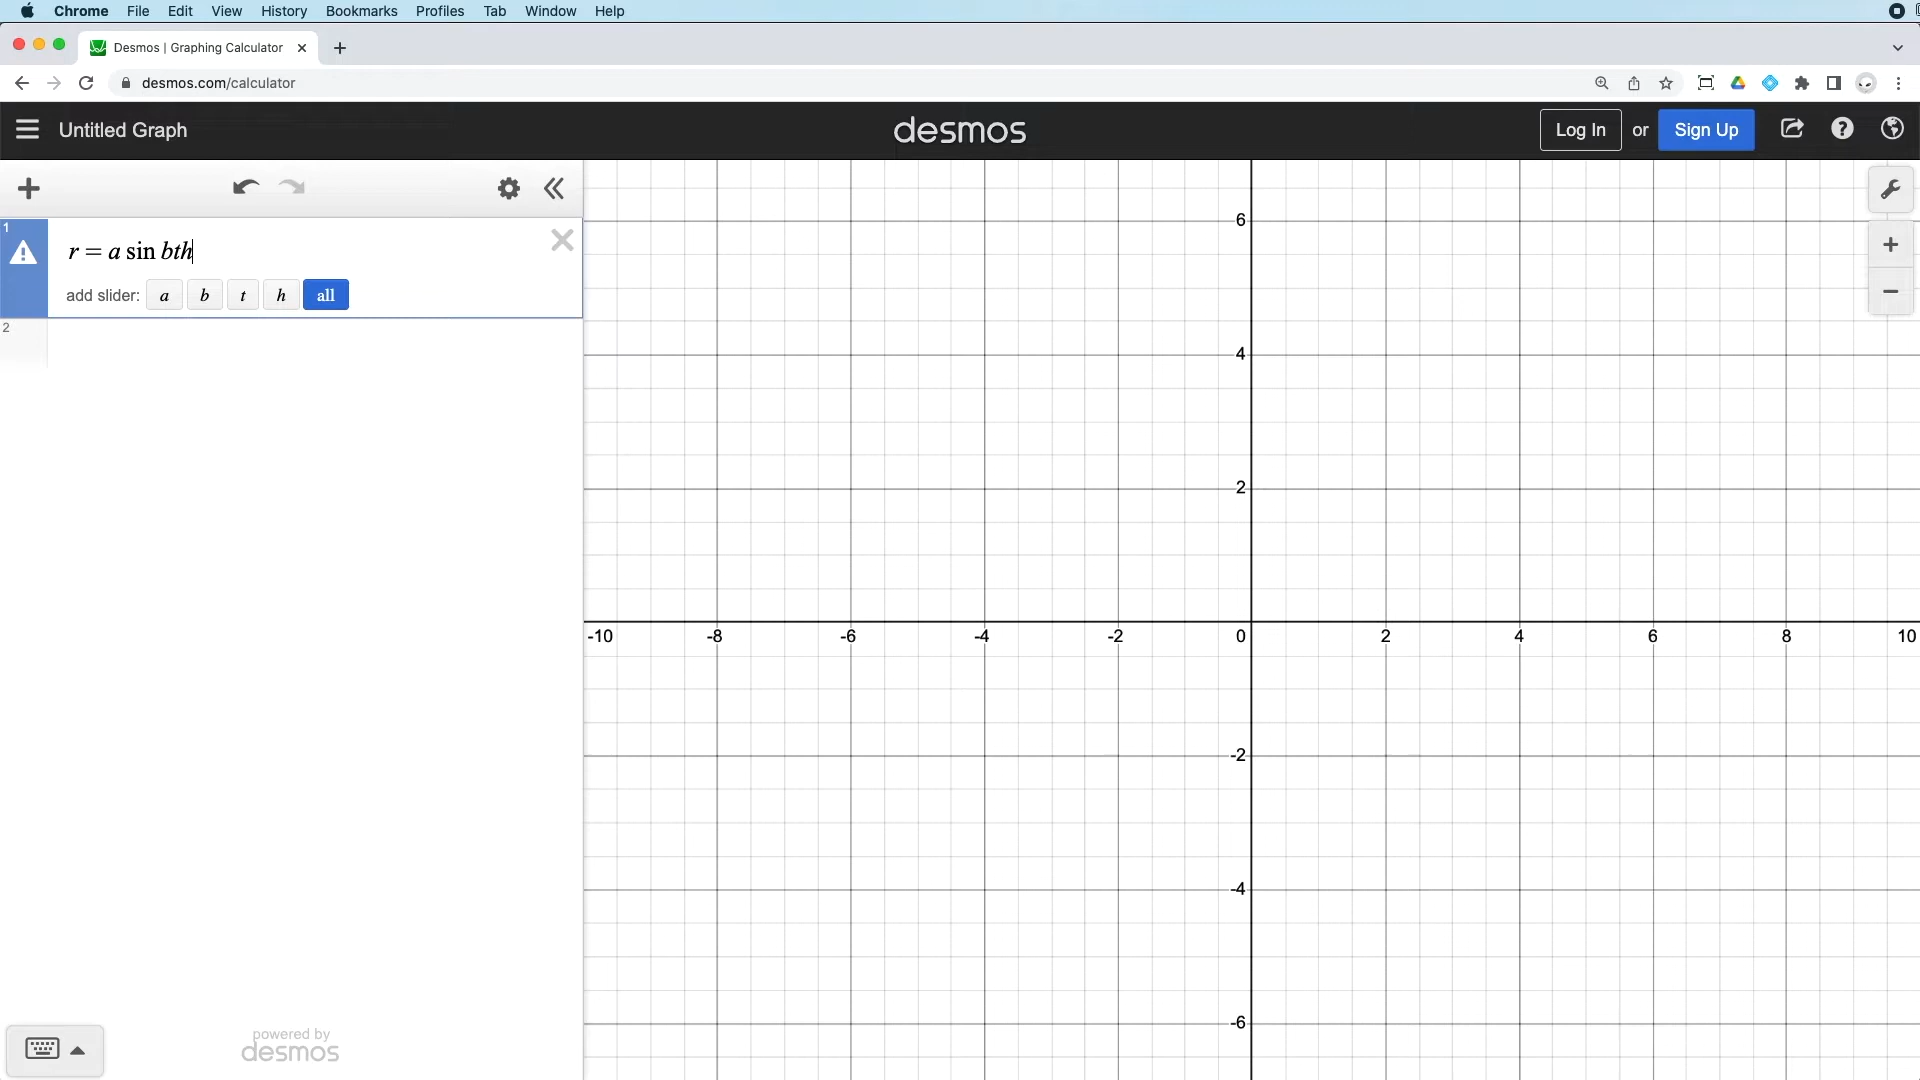 Chrome File Edit View History Bookmarks Profiles Tab Window Help
Desmos | Graphing Calculator
desmos.com/calculator
Untitled Graph
desmos
Log In or Sign Up
1
r = a sin bth
add slider: a b t h all
2
6
4
2
-10 -8 -6 -4 -2 0 2 4 6 8 10
-2
-4
-6
powered by
desmos